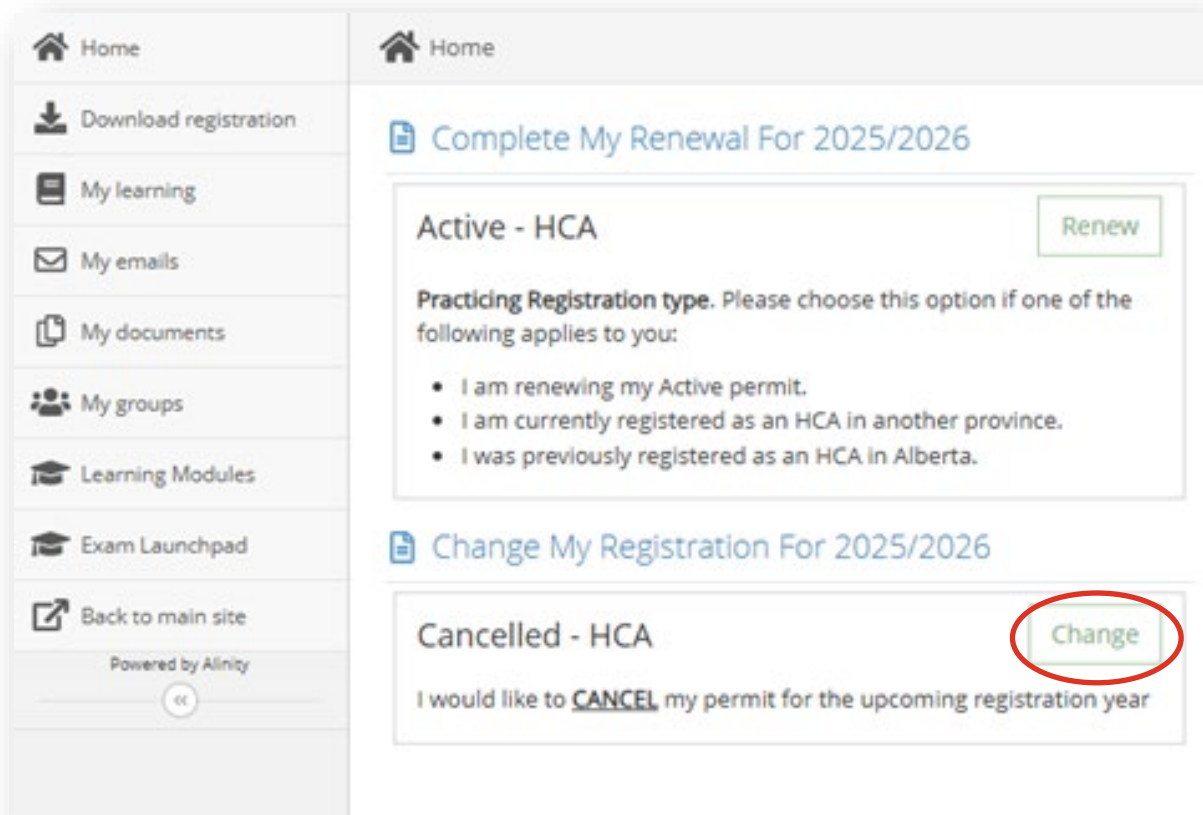 Home
Download registration
My learning
My emails
My documents
My groups
Learning Modules
Exam Launchpad
Back to main site
Powered by Alinity
Home
Complete My Renewal For 2025/2026
Active - HCA
Renew
Practicing Registration type. Please choose this option if one of the
following applies to you:
• I am renewing my Active permit.
• I am currently registered as an HCA in another province.
• I was previously registered as an HCA in Alberta.
Change My Registration For 2025/2026
Cancelled - HCA
Change
I would like to CANCEL my permit for the upcoming registration year